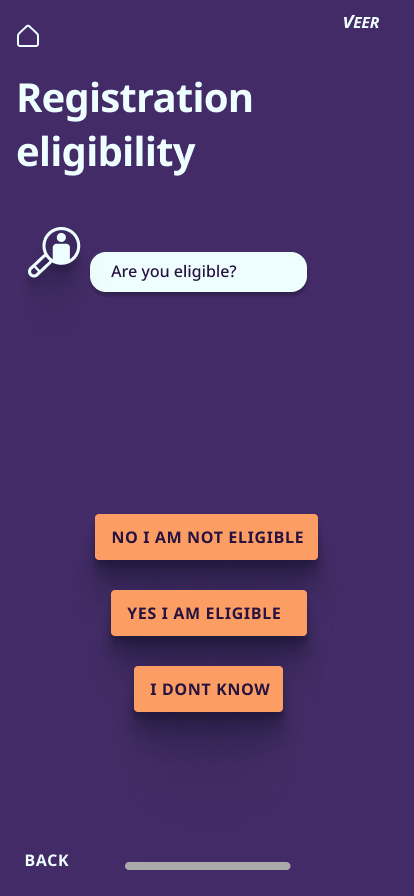 VEER
Registration
eligibility
Are you eligible?
NO I AM NOT ELIGIBLE
YES I AM ELIGIBLE
I DONT KNOW
BACK